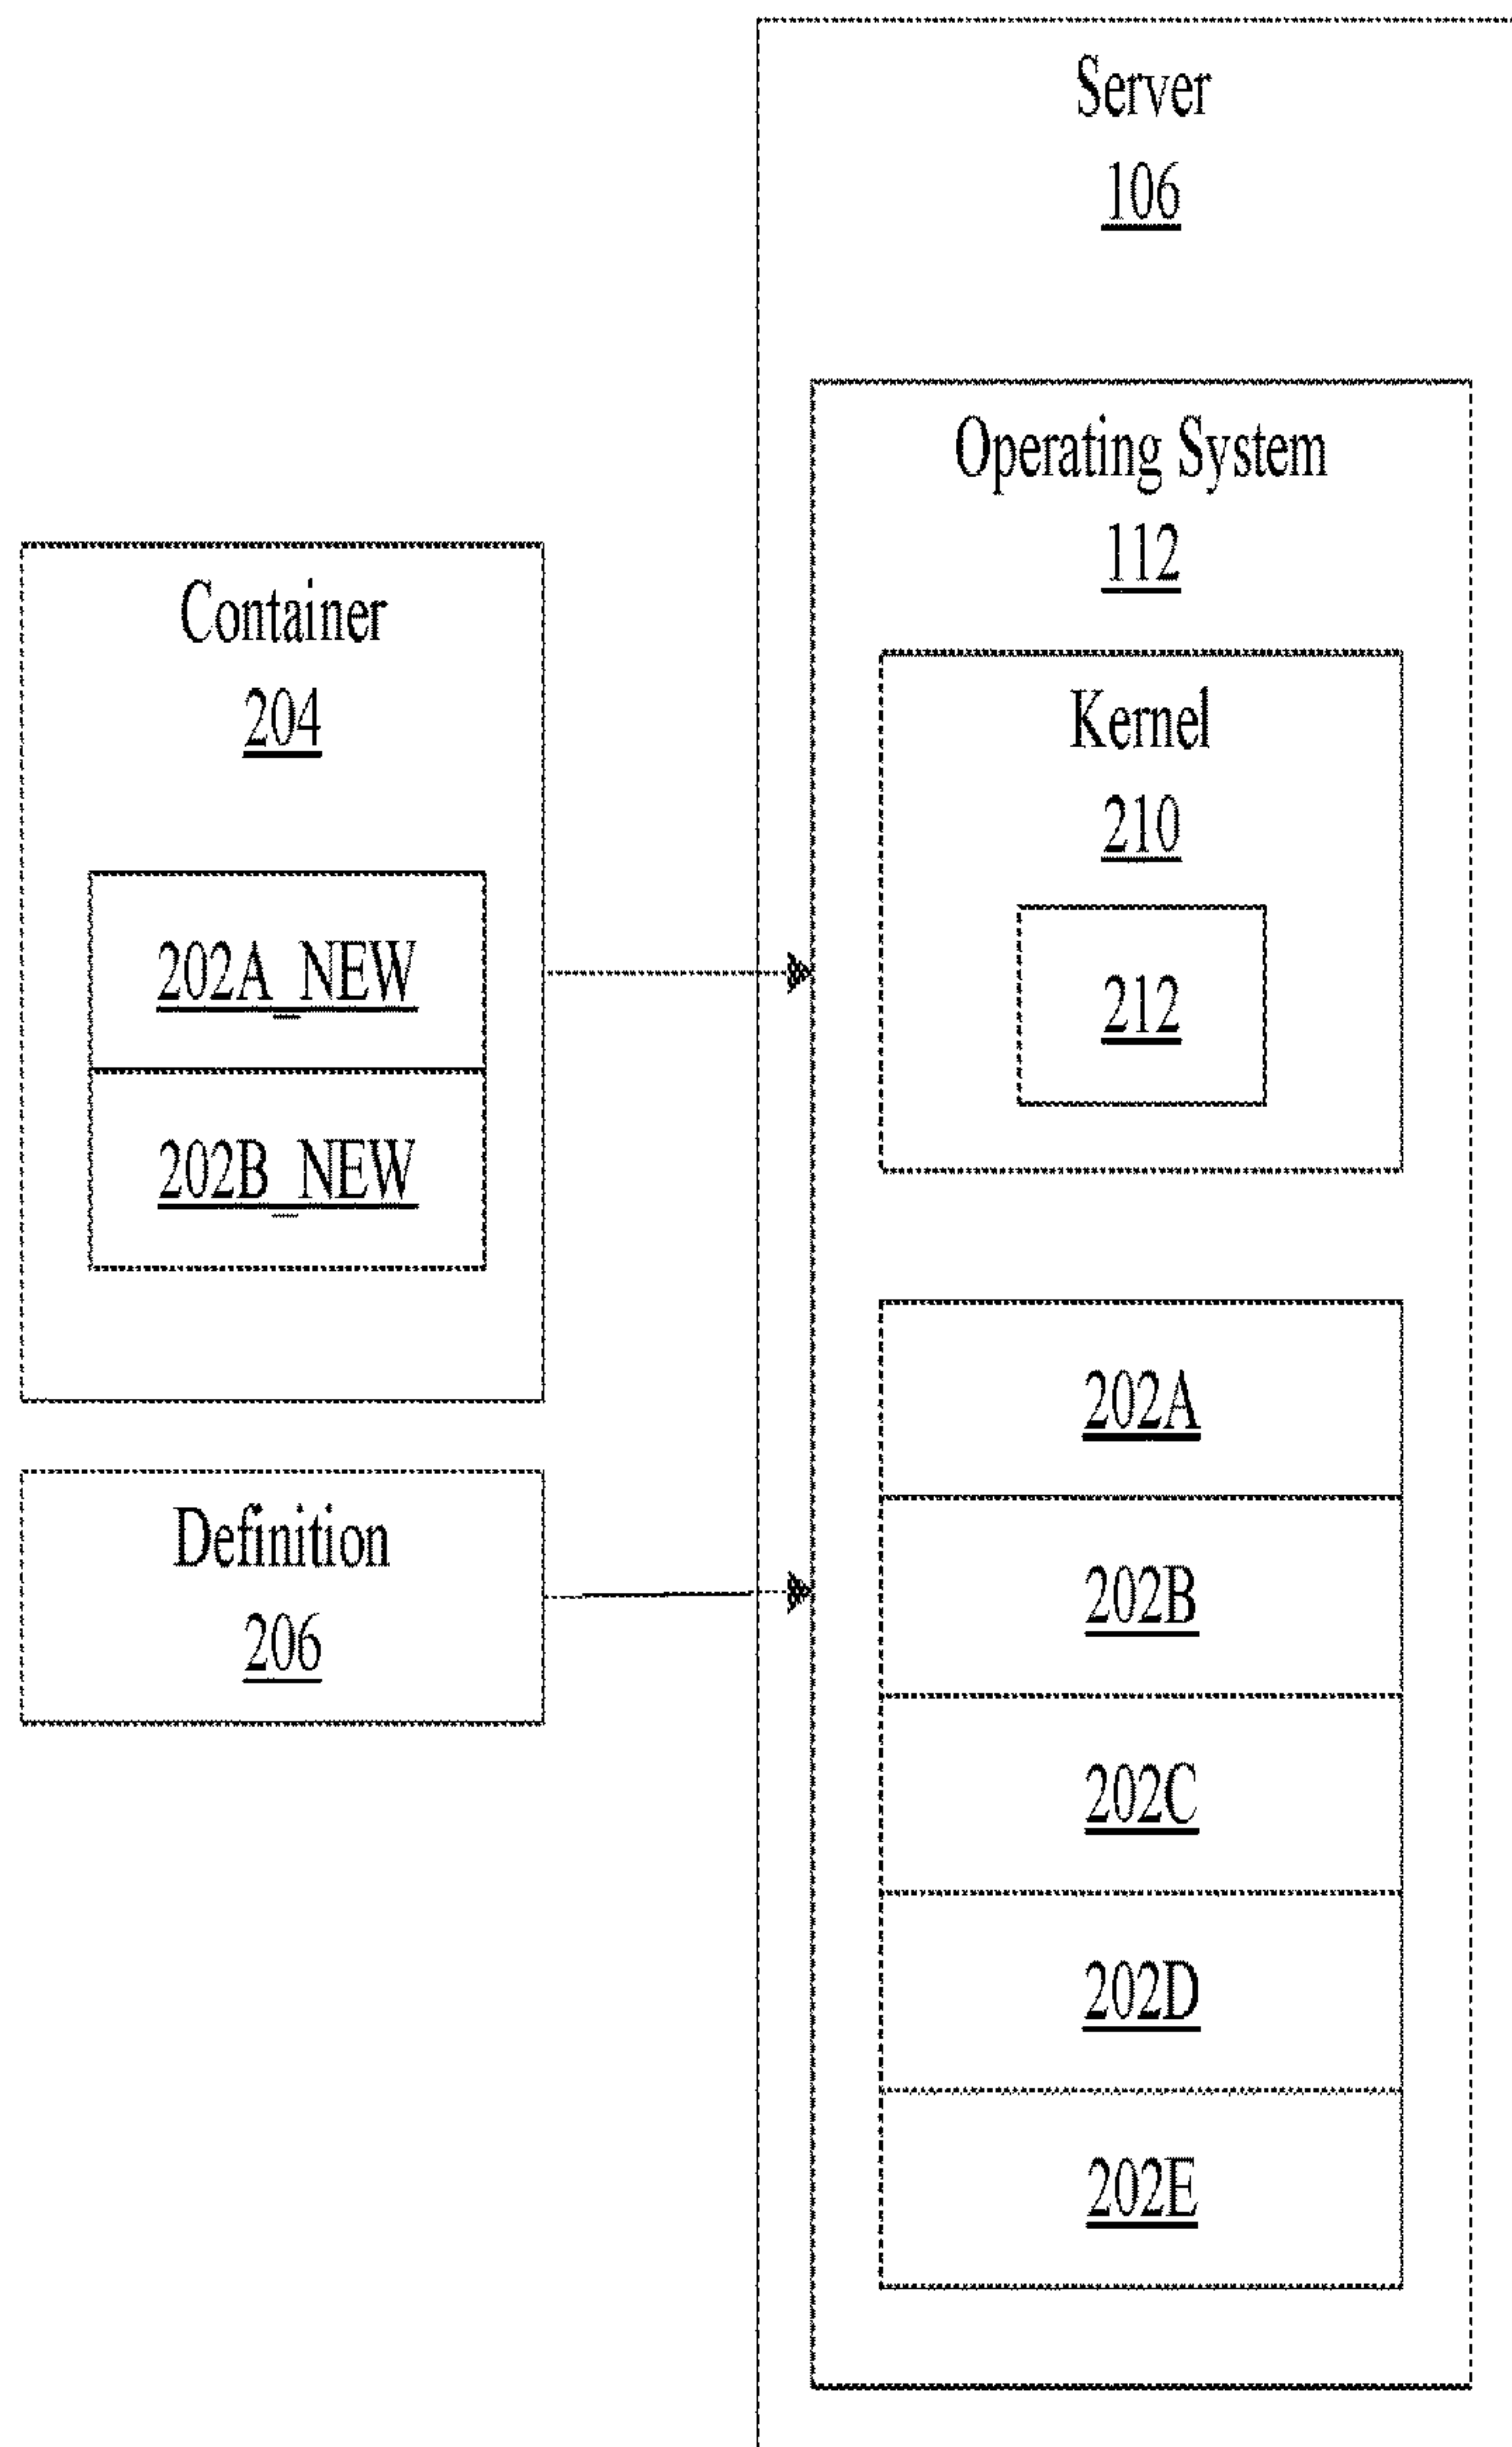 Server
106
Operating System
112
Container
204
Kernel
210
202A_NEW
212
202B_NEW
202A
Definition
206
202B
202C
202D
202E